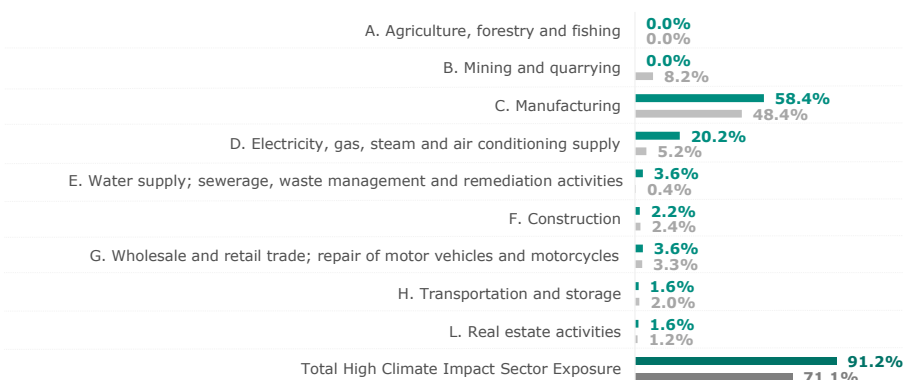 A. Agriculture, forestry and fishing 0.0%
0.0%
B. Mining and quarrying 0.0%
8.2%
C. Manufacturing 58.4%
48.4%
D. Electricity, gas, steam and air conditioning supply 20.2%
5.2%
E. Water supply; sewerage, waste management and remediation activities 3.6%
0.4%
F. Construction 2.2%
2.4%
G. Wholesale and retail trade; repair of motor vehicles and motorcycles 3.6%
3.3%
H. Transportation and storage 1.6%
2.0%
L. Real estate activities 1.6%
1.2%
Total High Climate Impact Sector Exposure 91.2%
71.1%